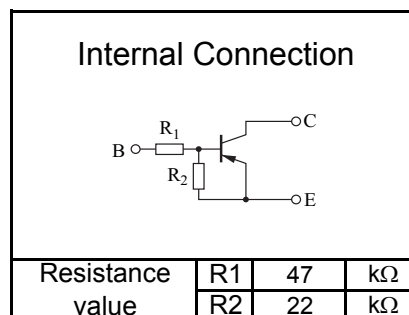 Internal Connection
C
R1
B
R2
E
Resistance value R1 47 kΩ
R2 22 kΩ